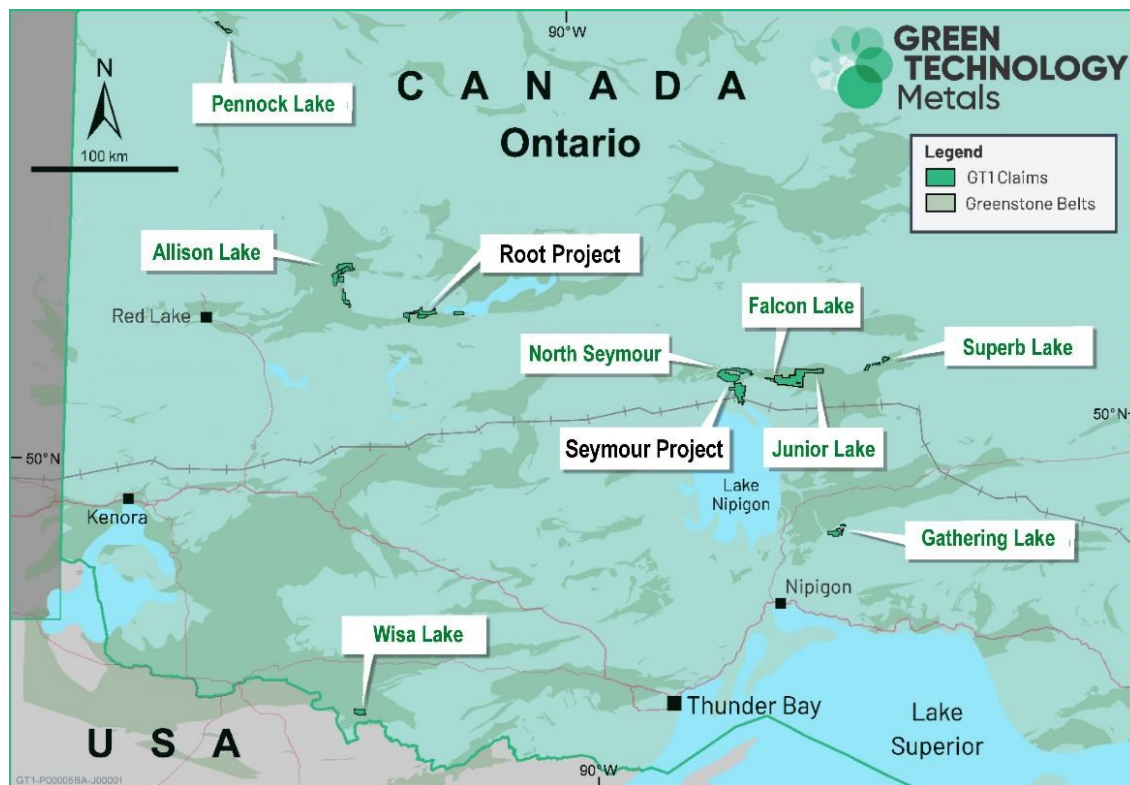 90°W
GREEN
TECHNOLOGY
Metals
N
CANADA
Pennock Lake
Ontario
100 km
Legend
GT1 Claims
Greenstone Belts
Allison Lake
Root Project
Red Lake
Falcon Lake
North Seymour
Superb Lake
50°N
Seymour Project
Junior Lake
50°N
Lake
Nipigon
Kenora
Gathering Lake
Nipigon
Wisa Lake
Thunder Bay
Lake
Superior
USA
90°W
GT1-P00005BA-J00001